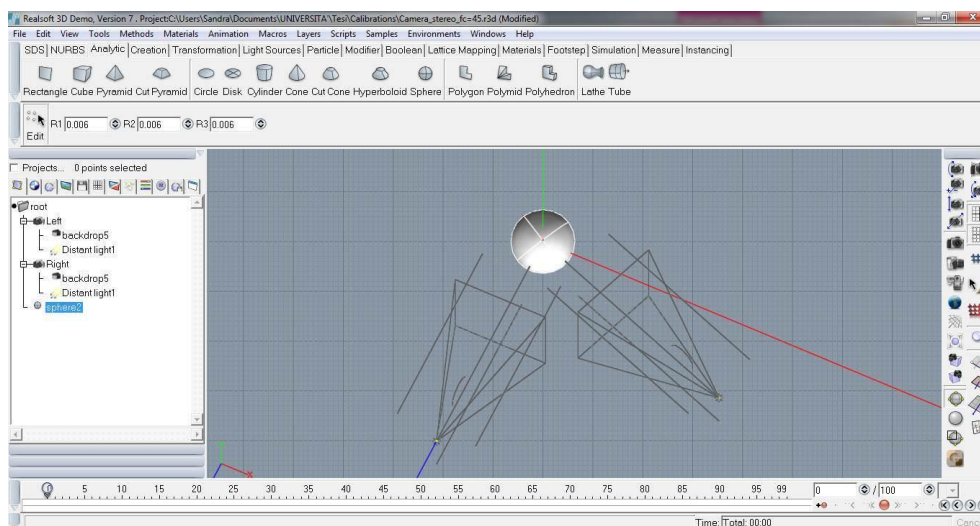 Realsoft 3D Demo, Version 7 . Project:C:\Users\Sandra\Documents\UNIVERSITA'\Tesi\Calibrations\Camera_stereo_fc=45.r3d (Modified)
File Edit View Tools Methods Materials Animation Macros Layers Scripts Samples Environments Windows Help
SDS| NURBS Analytic | Creation | Transformation | Light Sources | Particle | Modifier | Boolean | Lattice Mapping | Materials | Footstep | Simulation | Measure | Instancing |
Rectangle Cube Pyramid Cut Pyramid Circle Disk Cylinder Cone Cut Cone Hyperboloid Sphere Polygon Polymid Polyhedron Lathe Tube
R1 0.006 R2 0.006 R3 0.006
Edit
Projects... 0 points selected
root
Left
backdrop5
Distant light1
Right
backdrop5
Distant light1
sphere2
x
0 5 10 15 20 25 30 35 40 45 50 55 60 65 70 75 80 85 90 95 99 0 / 100
Time: Total: 00:00 Canc